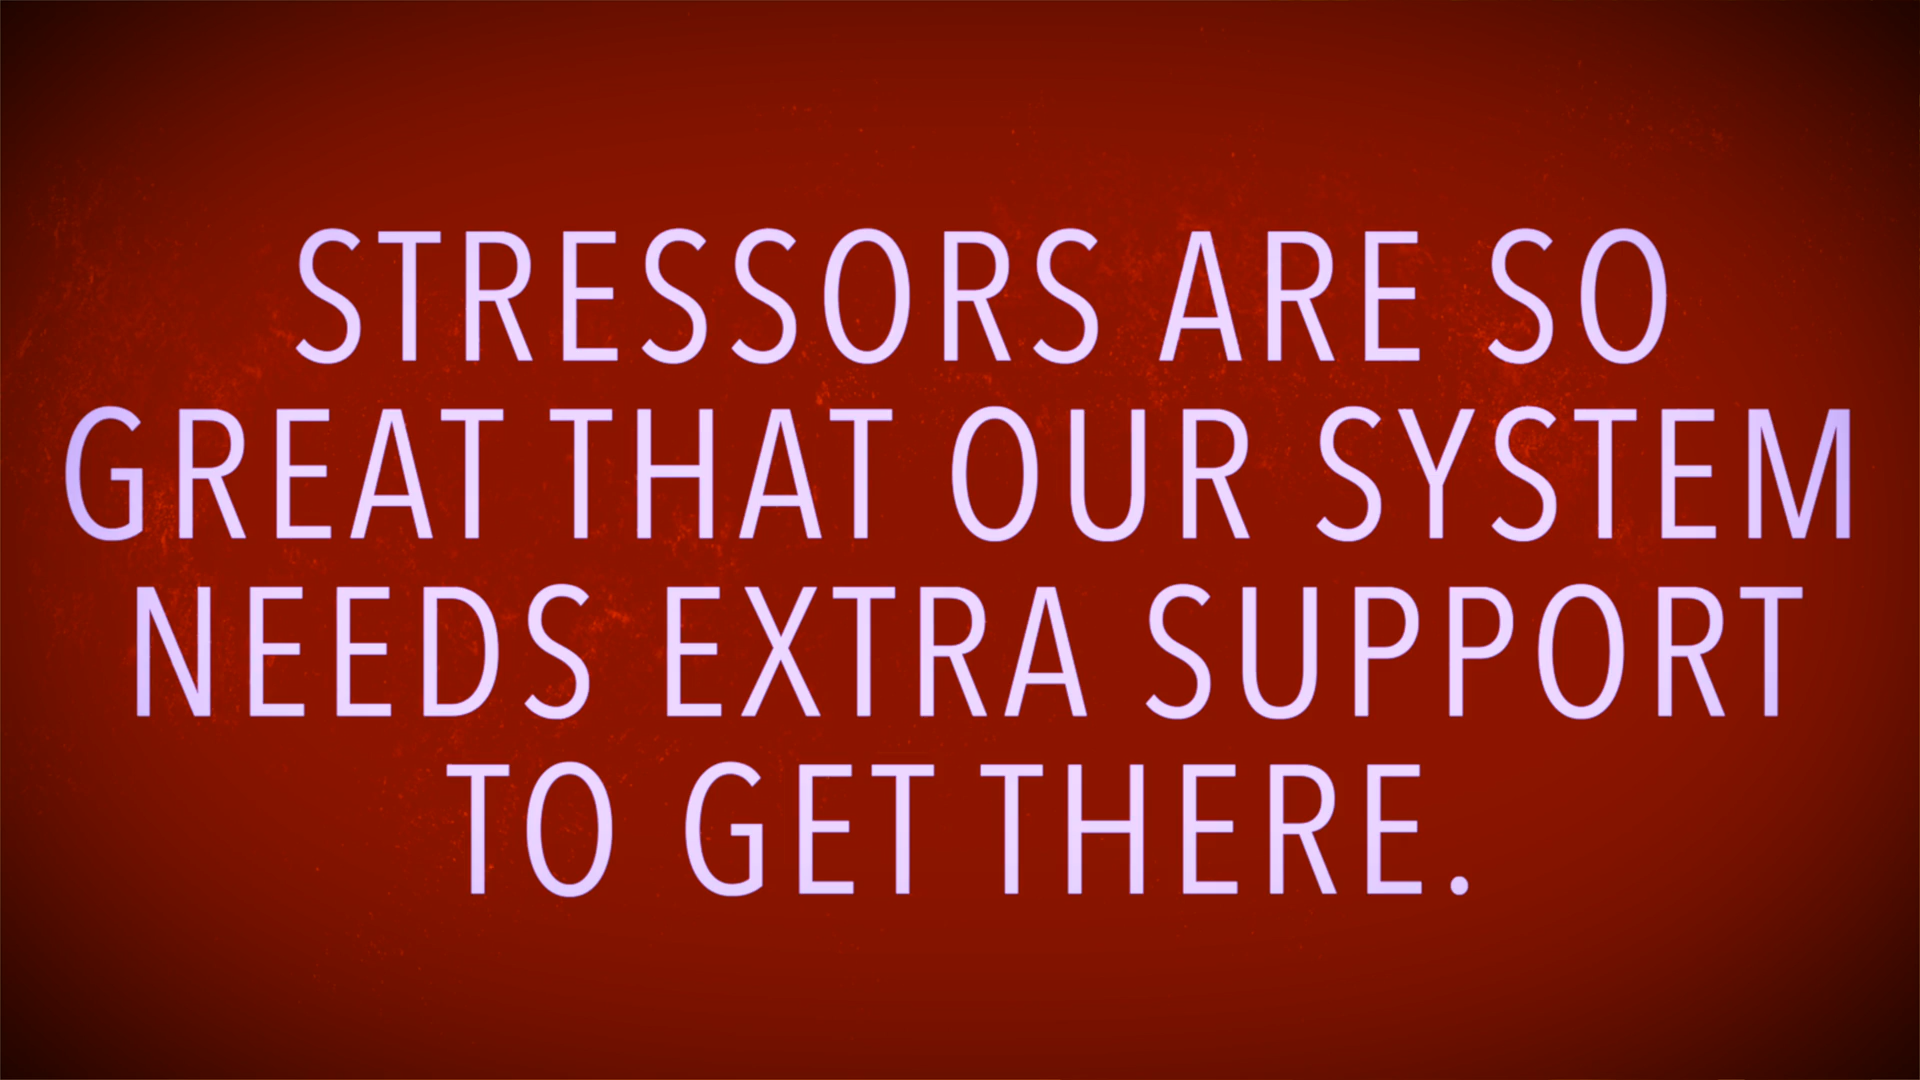 STRESSORS ARE SO
GREAT THAT OUR SYSTEM
NEEDS EXTRA SUPPORT
TO GET THERE.